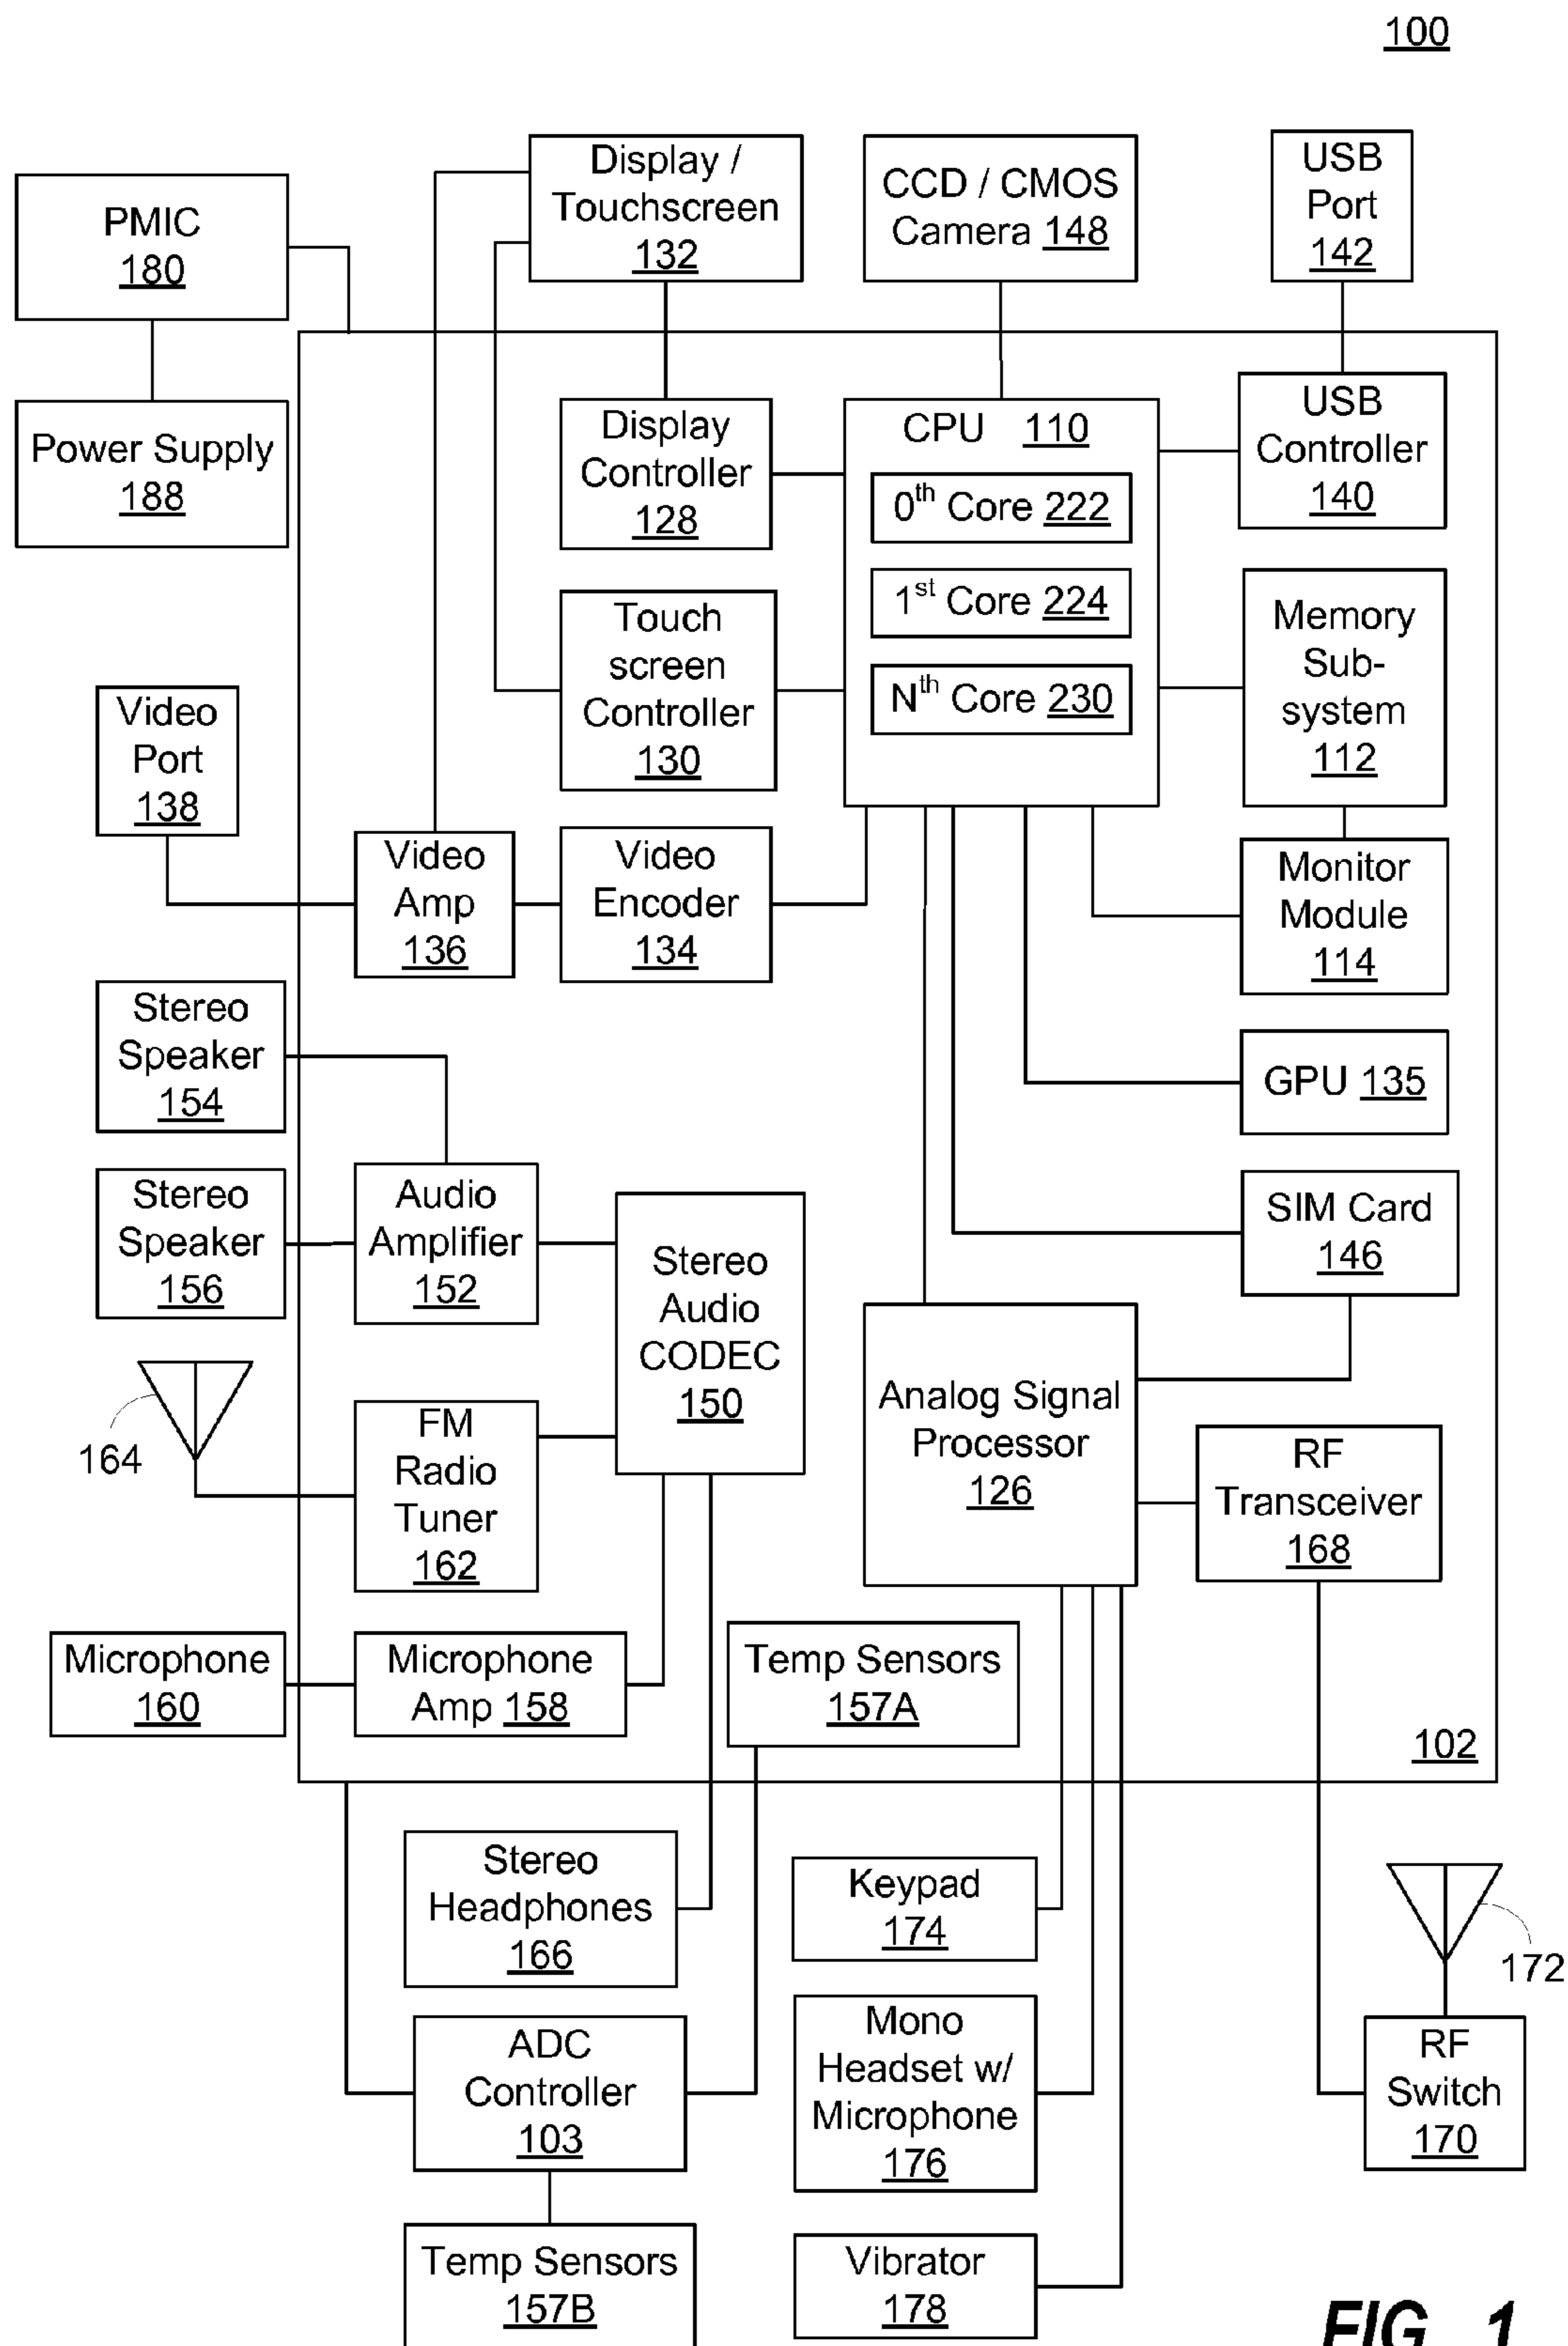 100
PMIC
180
Display /
Touchscreen
132
CCD / CMOS
Camera 148
USB
Port
142
Power Supply
188
Display
Controller
128
CPU 110
0th Core 222
1st Core 224
Nth Core 230
USB
Controller
140
Touch
screen
Controller
130
Memory
Sub-
system
112
Video
Port
138
Video
Amp
136
Video
Encoder
134
Monitor
Module
114
Stereo
Speaker
154
GPU 135
Stereo
Speaker
156
Audio
Amplifier
152
Stereo
Audio
CODEC
150
SIM Card
146
164
FM
Radio
Tuner
162
Analog Signal
Processor
126
RF
Transceiver
168
Microphone
160
Microphone
Amp 158
Temp Sensors
157A
102
Stereo
Headphones
166
Keypad
174
172
ADC
Controller
103
Mono
Headset w/
Microphone
176
RF
Switch
170
Temp Sensors
157B
Vibrator
178
FIG. 1